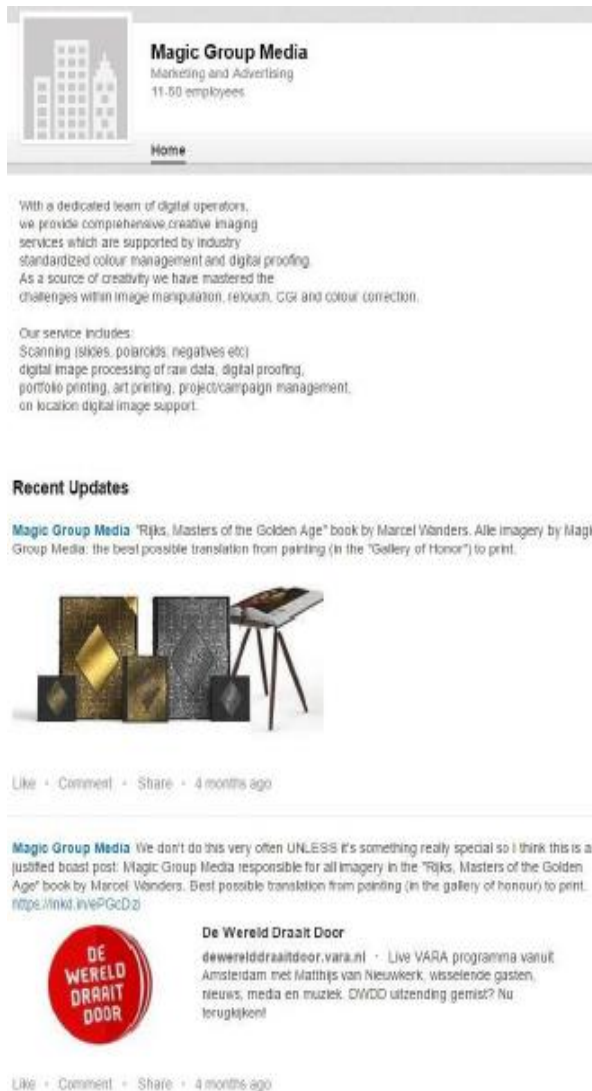 Magic Group Media
Marketing and Advertising
11-50 employees
Home
With a dedicated team of digital operators,
we provide comprehensive,creative imaging
services which are supported by industry
standardized colour management and digital proofing.
As a source of creativity we have mastered the
challenges within image manipulation, retouch, CGI and colour correction.
Our service includes:
Scanning (slides, polaroids, negatives etc)
digital image processing of raw data, digital proofing,
portfolio printing, art printing, project/campaign management,
on location digital image support.
Recent Updates
Magic Group Media "Rijks, Masters of the Golden Age" book by Marcel Wanders. Alle imagery by Magi
Group Media: the best possible translation from painting (in the "Gallery of Honor") to print.
Like • Comment • Share • 4 months ago
Magic Group Media We don't do this very often UNLESS it's something really special so I think this is a
justified boast post: Magic Group Media responsible for all imagery in the "Rijks, Masters of the Golden
Age" book by Marcel Wanders. Best possible translation from painting (in the gallery of honour) to print.
https://lnkd.in/ePGcDzi
De Wereld Draait Door
dewerelddraaitdoor.vara.nl • Live VARA programma vanuit
Amsterdam met Matthijs van Nieuwkerk, wisselende gasten,
nieuws, media en muziek. DWDD uitzending gemist? Nu
terugkijken!
DE
WERELD
DRAAIT
DOOR
Like • Comment • Share • 4 months ago